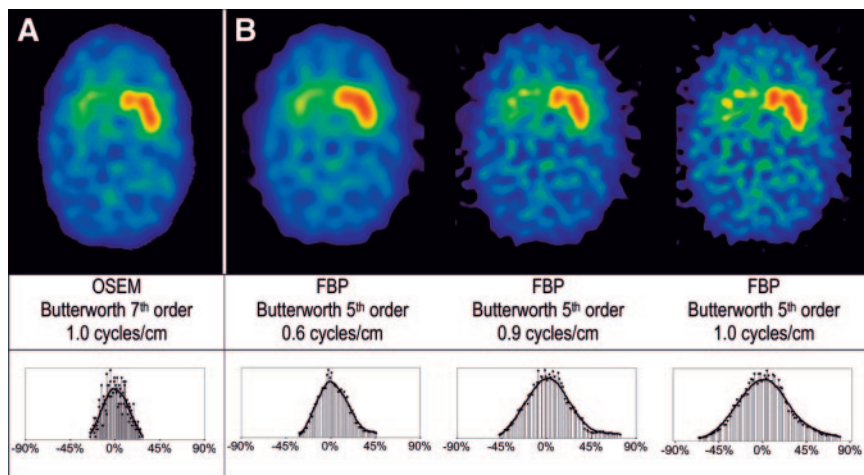 A
B
OSEM
Butterworth 7th order
1.0 cycles/cm
FBP
Butterworth 5th order
0.6 cycles/cm
FBP
Butterworth 5th order
0.9 cycles/cm
FBP
Butterworth 5th order
1.0 cycles/cm
-90% -45% 0% 45% 90%
-90% -45% 0% 45% 90%
-90% -45% 0% 45% 90%
-90% -45% 0% 45% 90%